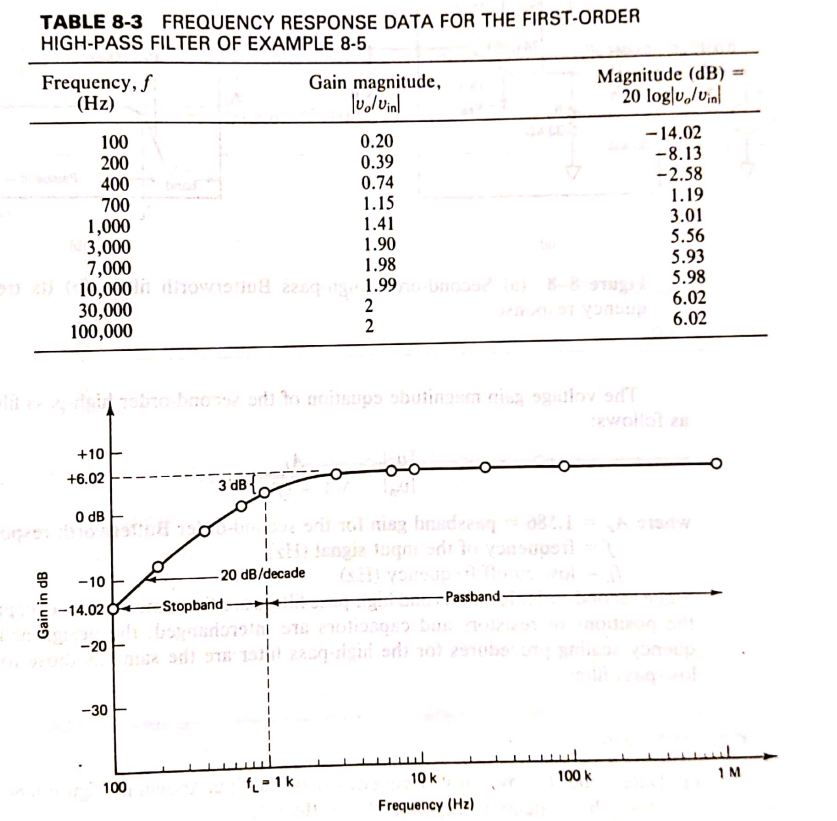 TABLE 8-3 FREQUENCY RESPONSE DATA FOR THE FIRST-ORDER
HIGH-PASS FILTER OF EXAMPLE 8-5
Frequency, f (Hz) Gain magnitude, |vo/vin| Magnitude (dB) = 20 log|vo/vin|
100 0.20 −14.02
200 0.39 −8.13
400 0.74 −2.58
700 1.15 1.19
1,000 1.41 3.01
3,000 1.90 5.56
7,000 1.98 5.93
10,000 1.99 5.98
30,000 2 6.02
100,000 2 6.02
+10
+6.02
3 dB
0 dB
−10
20 dB/decade
−14.02
Stopband
Passband
−20
−30
Gain in dB
100
fL = 1 k
10 k
100 k
1 M
Frequency (Hz)